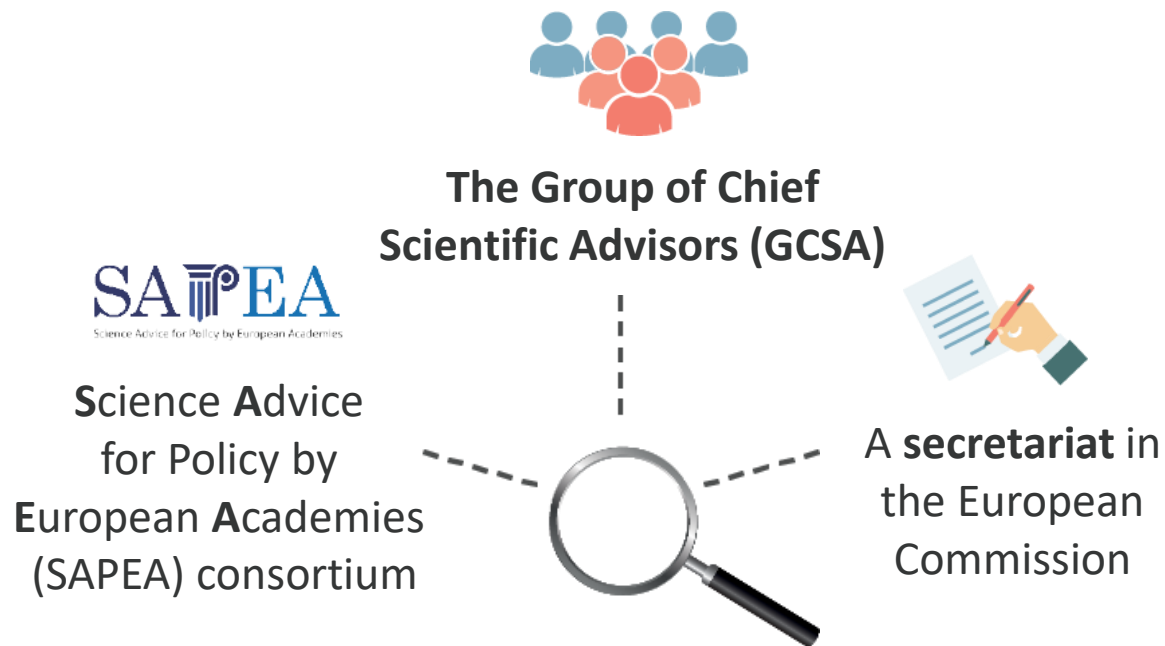 The Group of Chief
Scientific Advisors (GCSA)
SAPEA
Science Advice for Policy by European Academies
Science Advice
for Policy by
European Academies
(SAPEA) consortium
A secretariat in
the European
Commission